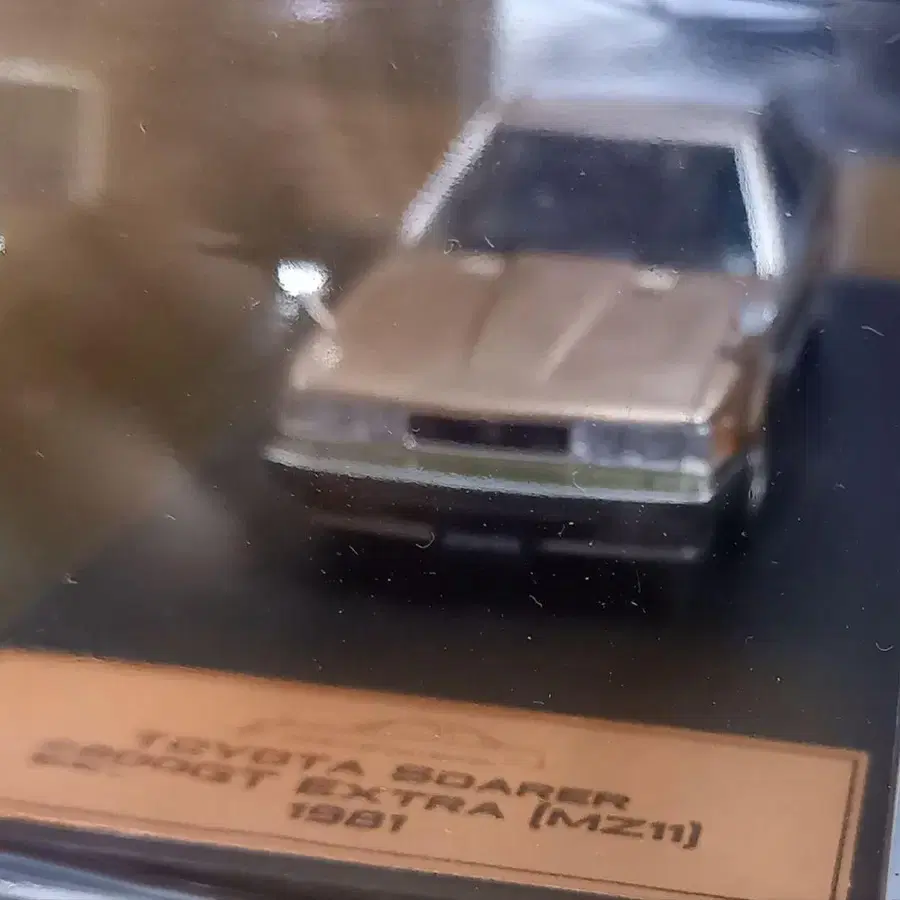 TOYOTA SOARER
2800GT EXTRA (MZ11)
1981